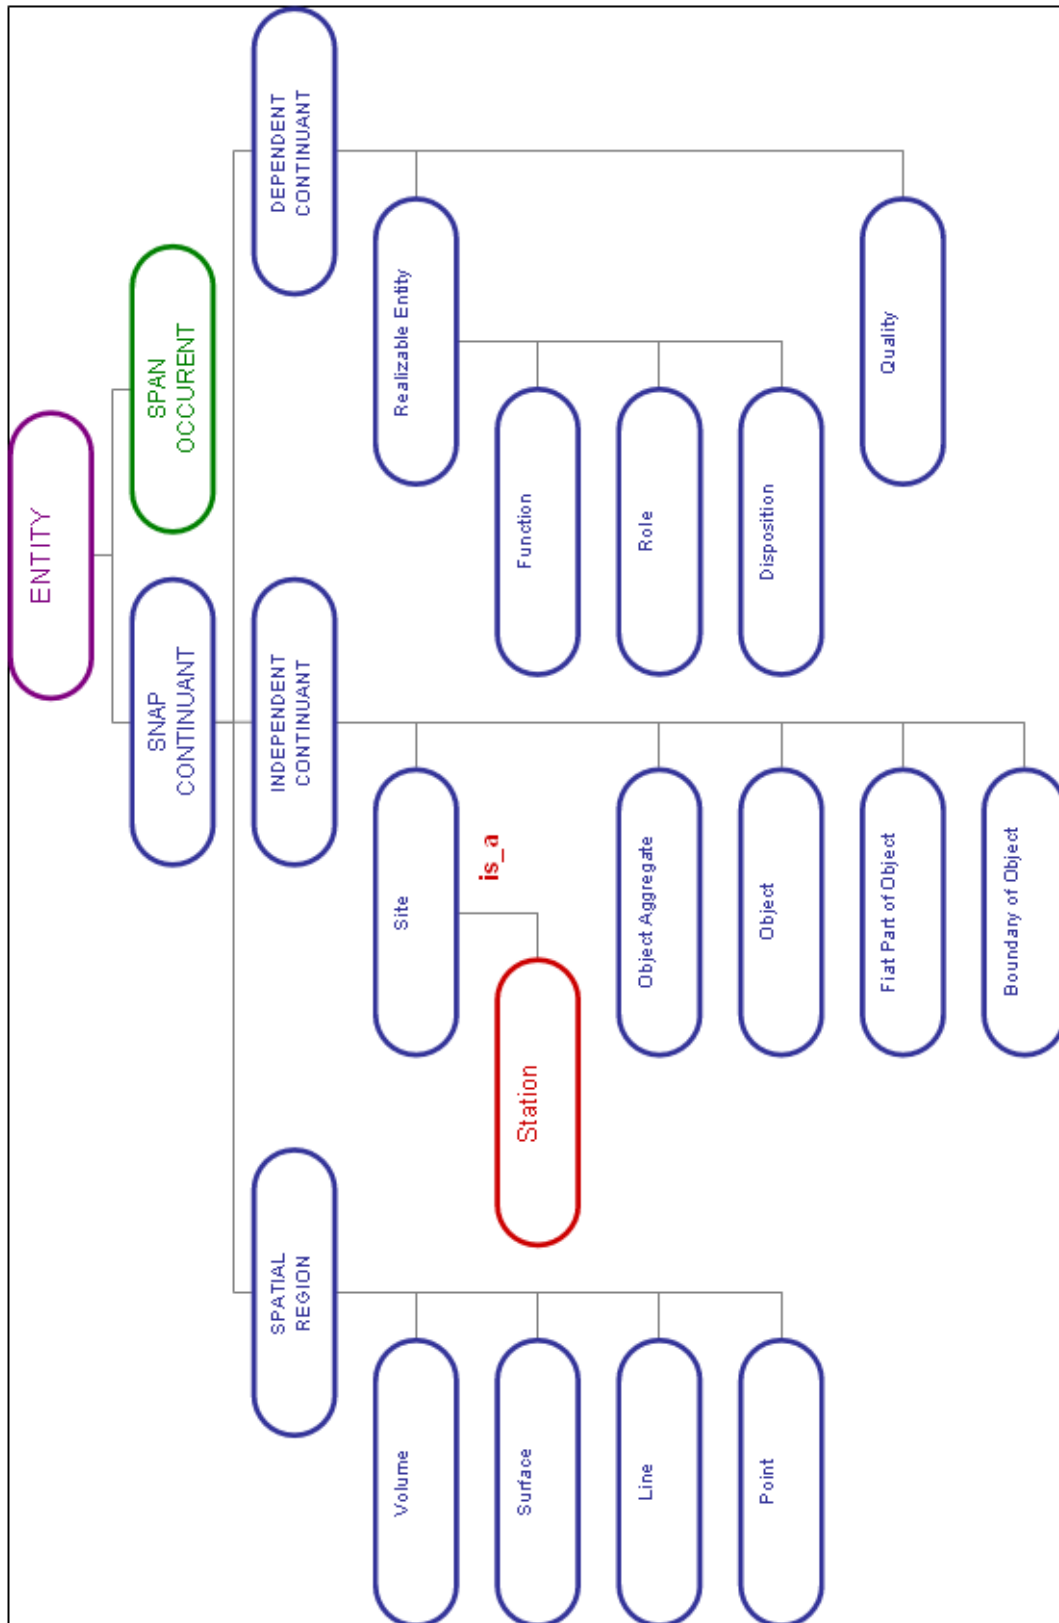 ENTITY
SNAP
CONTINUANT
SPAN
OCCURENT
SPATIAL
REGION
INDEPENDENT
CONTINUANT
DEPENDENT
CONTINUANT
Volume
Site
Realizable Entity
is_a
Surface
Station
Function
Line
Object Aggregate
Role
Point
Object
Disposition
Fiat Part of Object
Quality
Boundary of Object